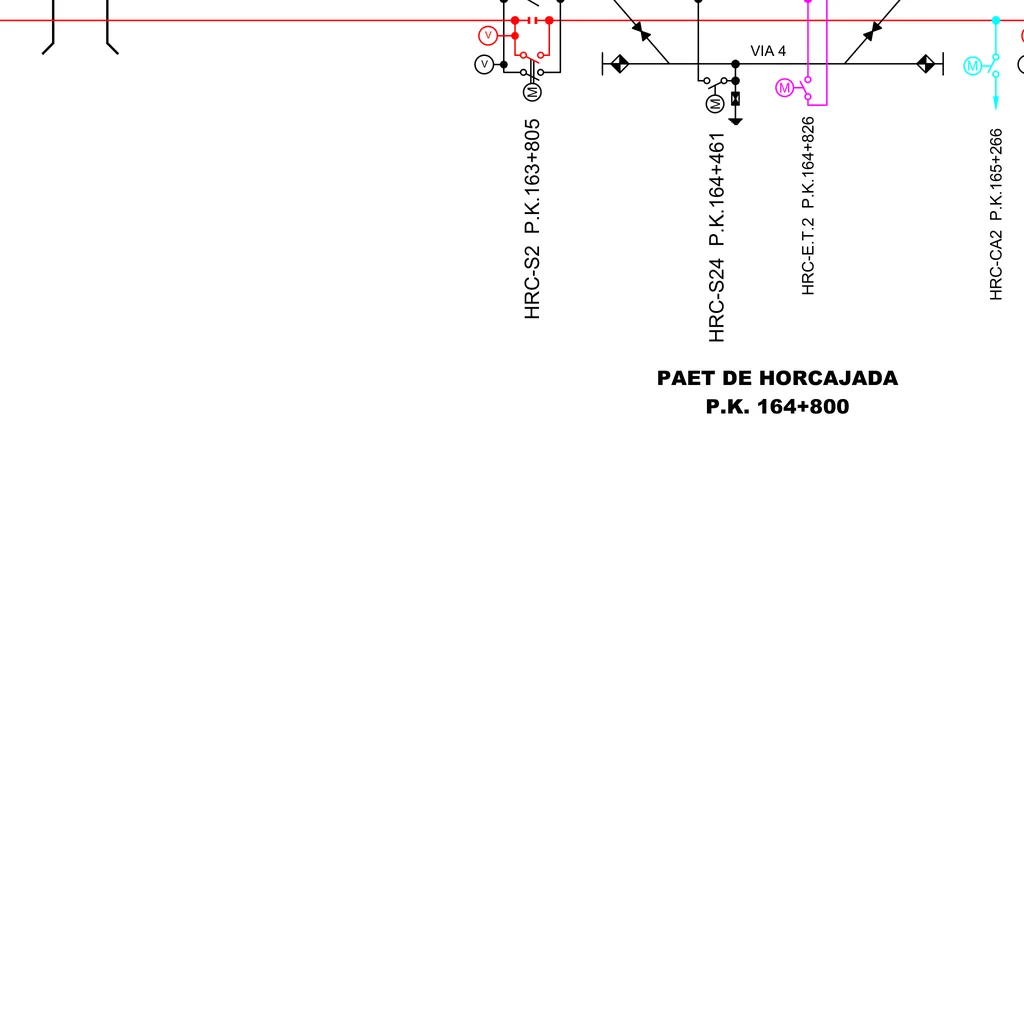 V
V
M
VIA 4
M
M
M
HRC-S2 P.K.163+805
HRC-S24 P.K.164+461
HRC-E.T.2 P.K.164+826
HRC-CA2 P.K.165+266
PAET DE HORCAJADA
P.K. 164+800